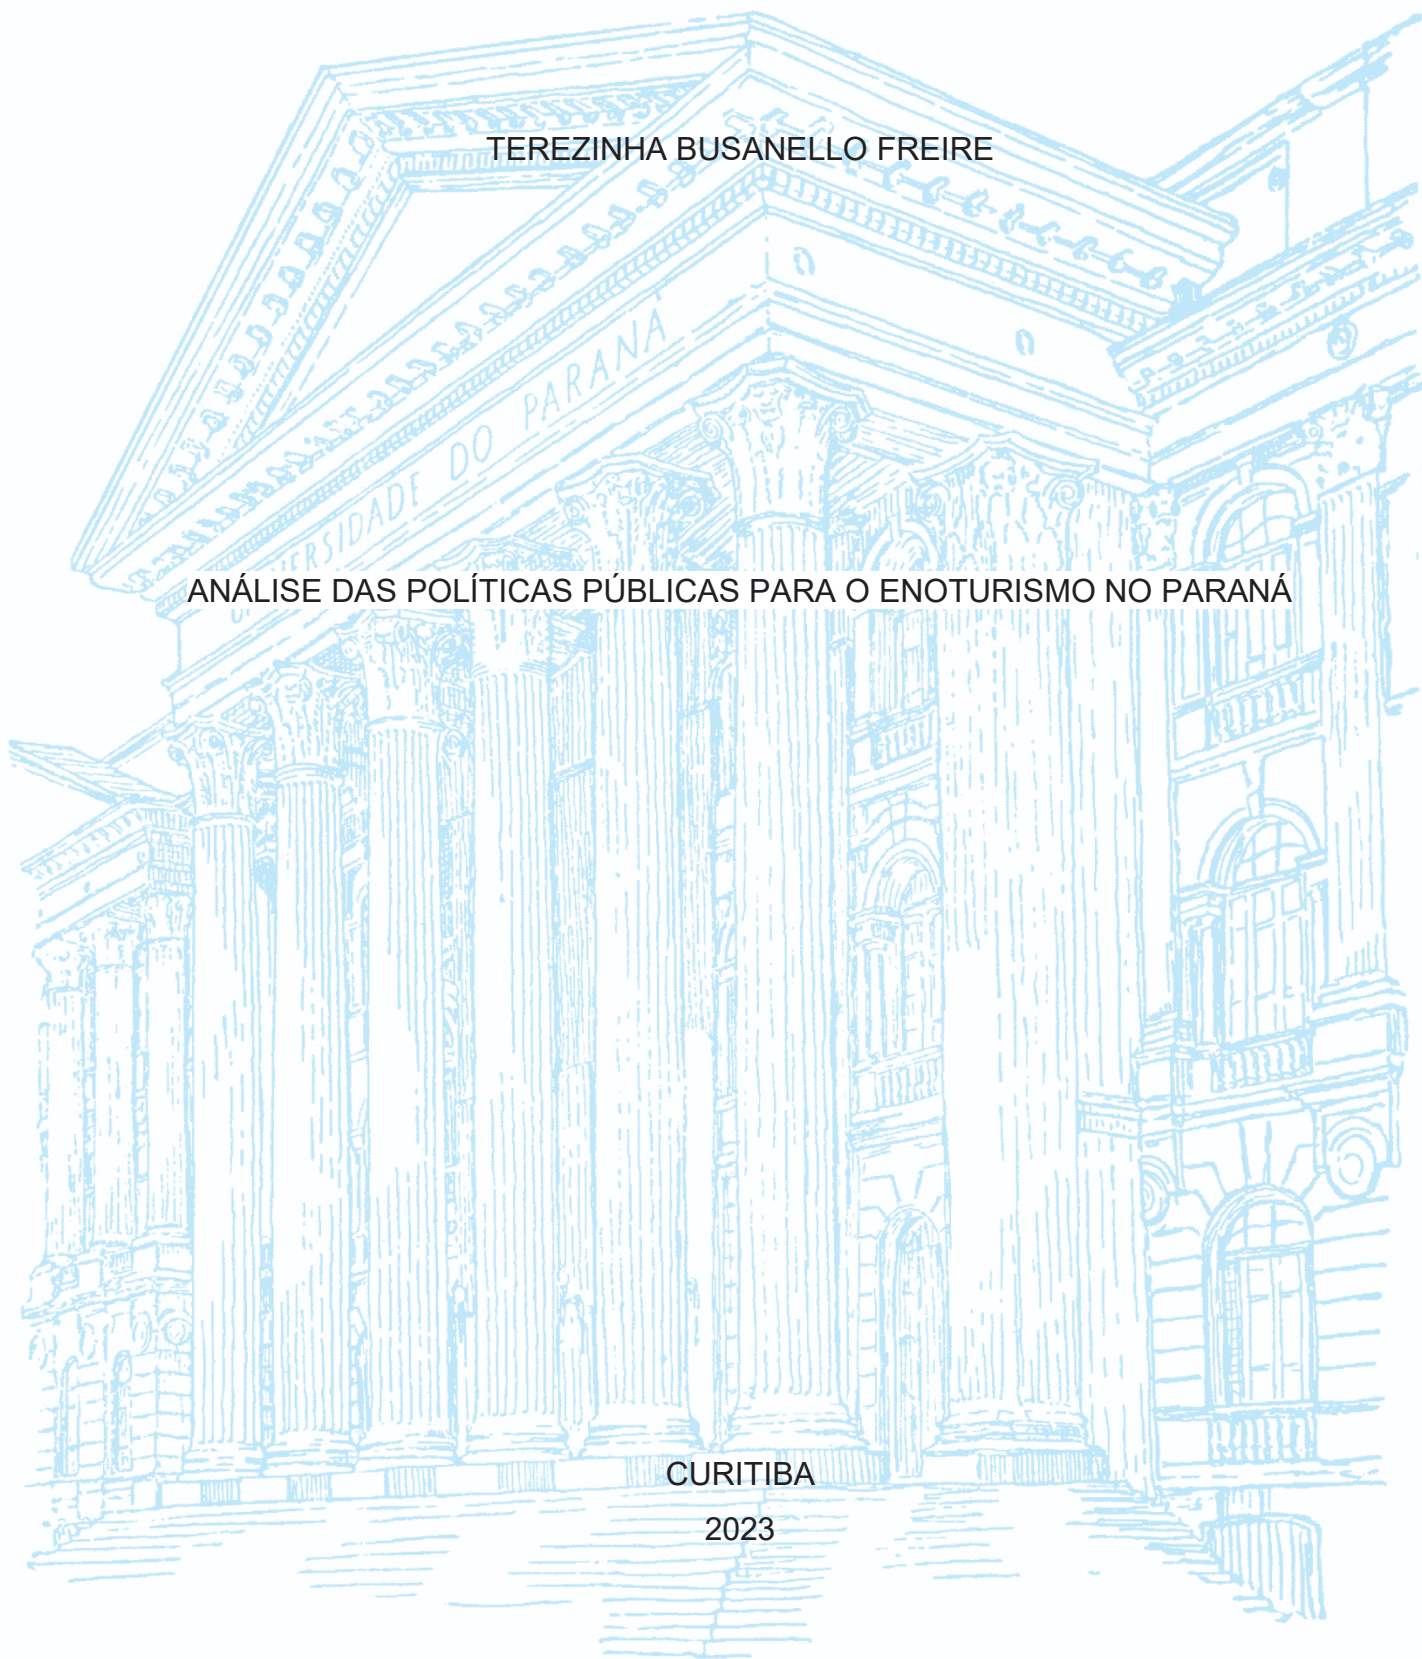 TEREZINHA BUSANELLO FREIRE
UNIVERSIDADE DO PARANÁ
ANÁLISE DAS POLÍTICAS PÚBLICAS PARA O ENOTURISMO NO PARANÁ
CURITIBA
2023